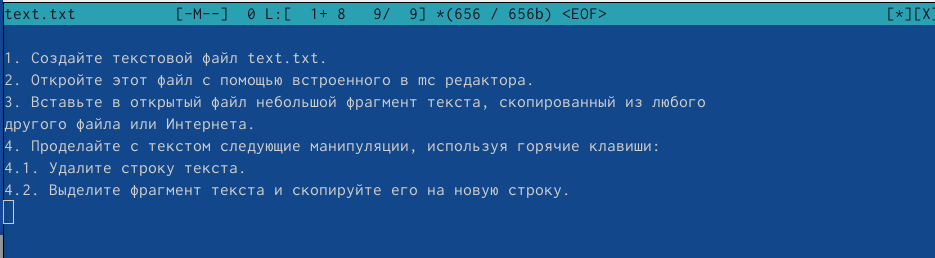 text.txt [-M--] 0 L:[ 1+ 8 9/ 9] *(656 / 656b) <EOF> [*][X]
1. Создайте текстовой файл text.txt.
2. Откройте этот файл с помощью встроенного в mc редактора.
3. Вставьте в открытый файл небольшой фрагмент текста, скопированный из любого
другого файла или Интернета.
4. Проделайте с текстом следующие манипуляции, используя горячие клавиши:
4.1. Удалите строку текста.
4.2. Выделите фрагмент текста и скопируйте его на новую строку.